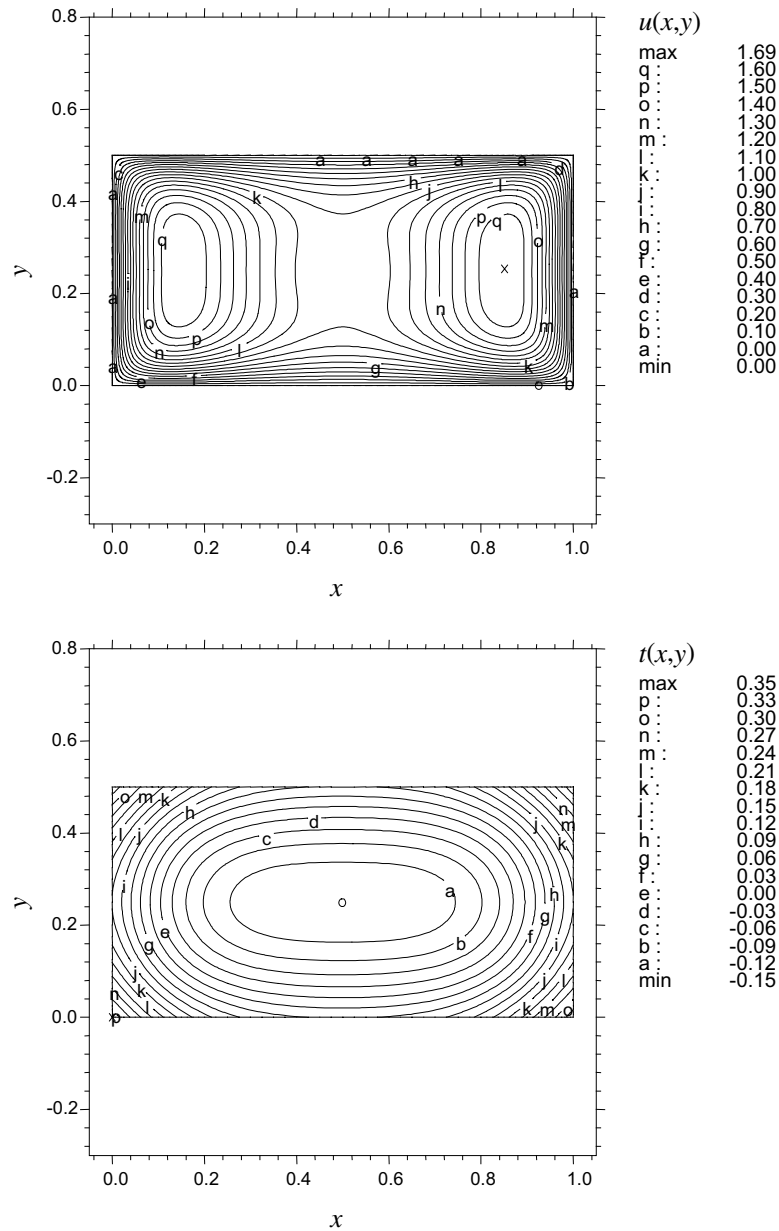 u(x,y)
max 1.69
q : 1.60
p : 1.50
o : 1.40
n : 1.30
m : 1.20
l : 1.10
k : 1.00
j : 0.90
i : 0.80
h : 0.70
g : 0.60
f : 0.50
e : 0.40
d : 0.30
c : 0.20
b : 0.10
a : 0.00
min 0.00
0.8
0.6
0.4
0.2
0.0
-0.2
y
a a a a a
c d
a h j l
m k
q p q
o
i
a a
o n m
p
n l
a g k
e f o b
0.0 0.2 0.4 0.6 0.8 1.0
x
t(x,y)
max 0.35
p : 0.33
o : 0.30
n : 0.27
m : 0.24
l : 0.21
k : 0.18
j : 0.15
i : 0.12
h : 0.09
g : 0.06
f : 0.03
e : 0.00
d : -0.03
c : -0.06
b : -0.09
a : -0.12
min -0.15
0.8
0.6
0.4
0.2
0.0
-0.2
y
o m k n
h d j m
l j c k
i a h
o g
e f
g b i
j j l
n k
p l k m o
0.0 0.2 0.4 0.6 0.8 1.0
x